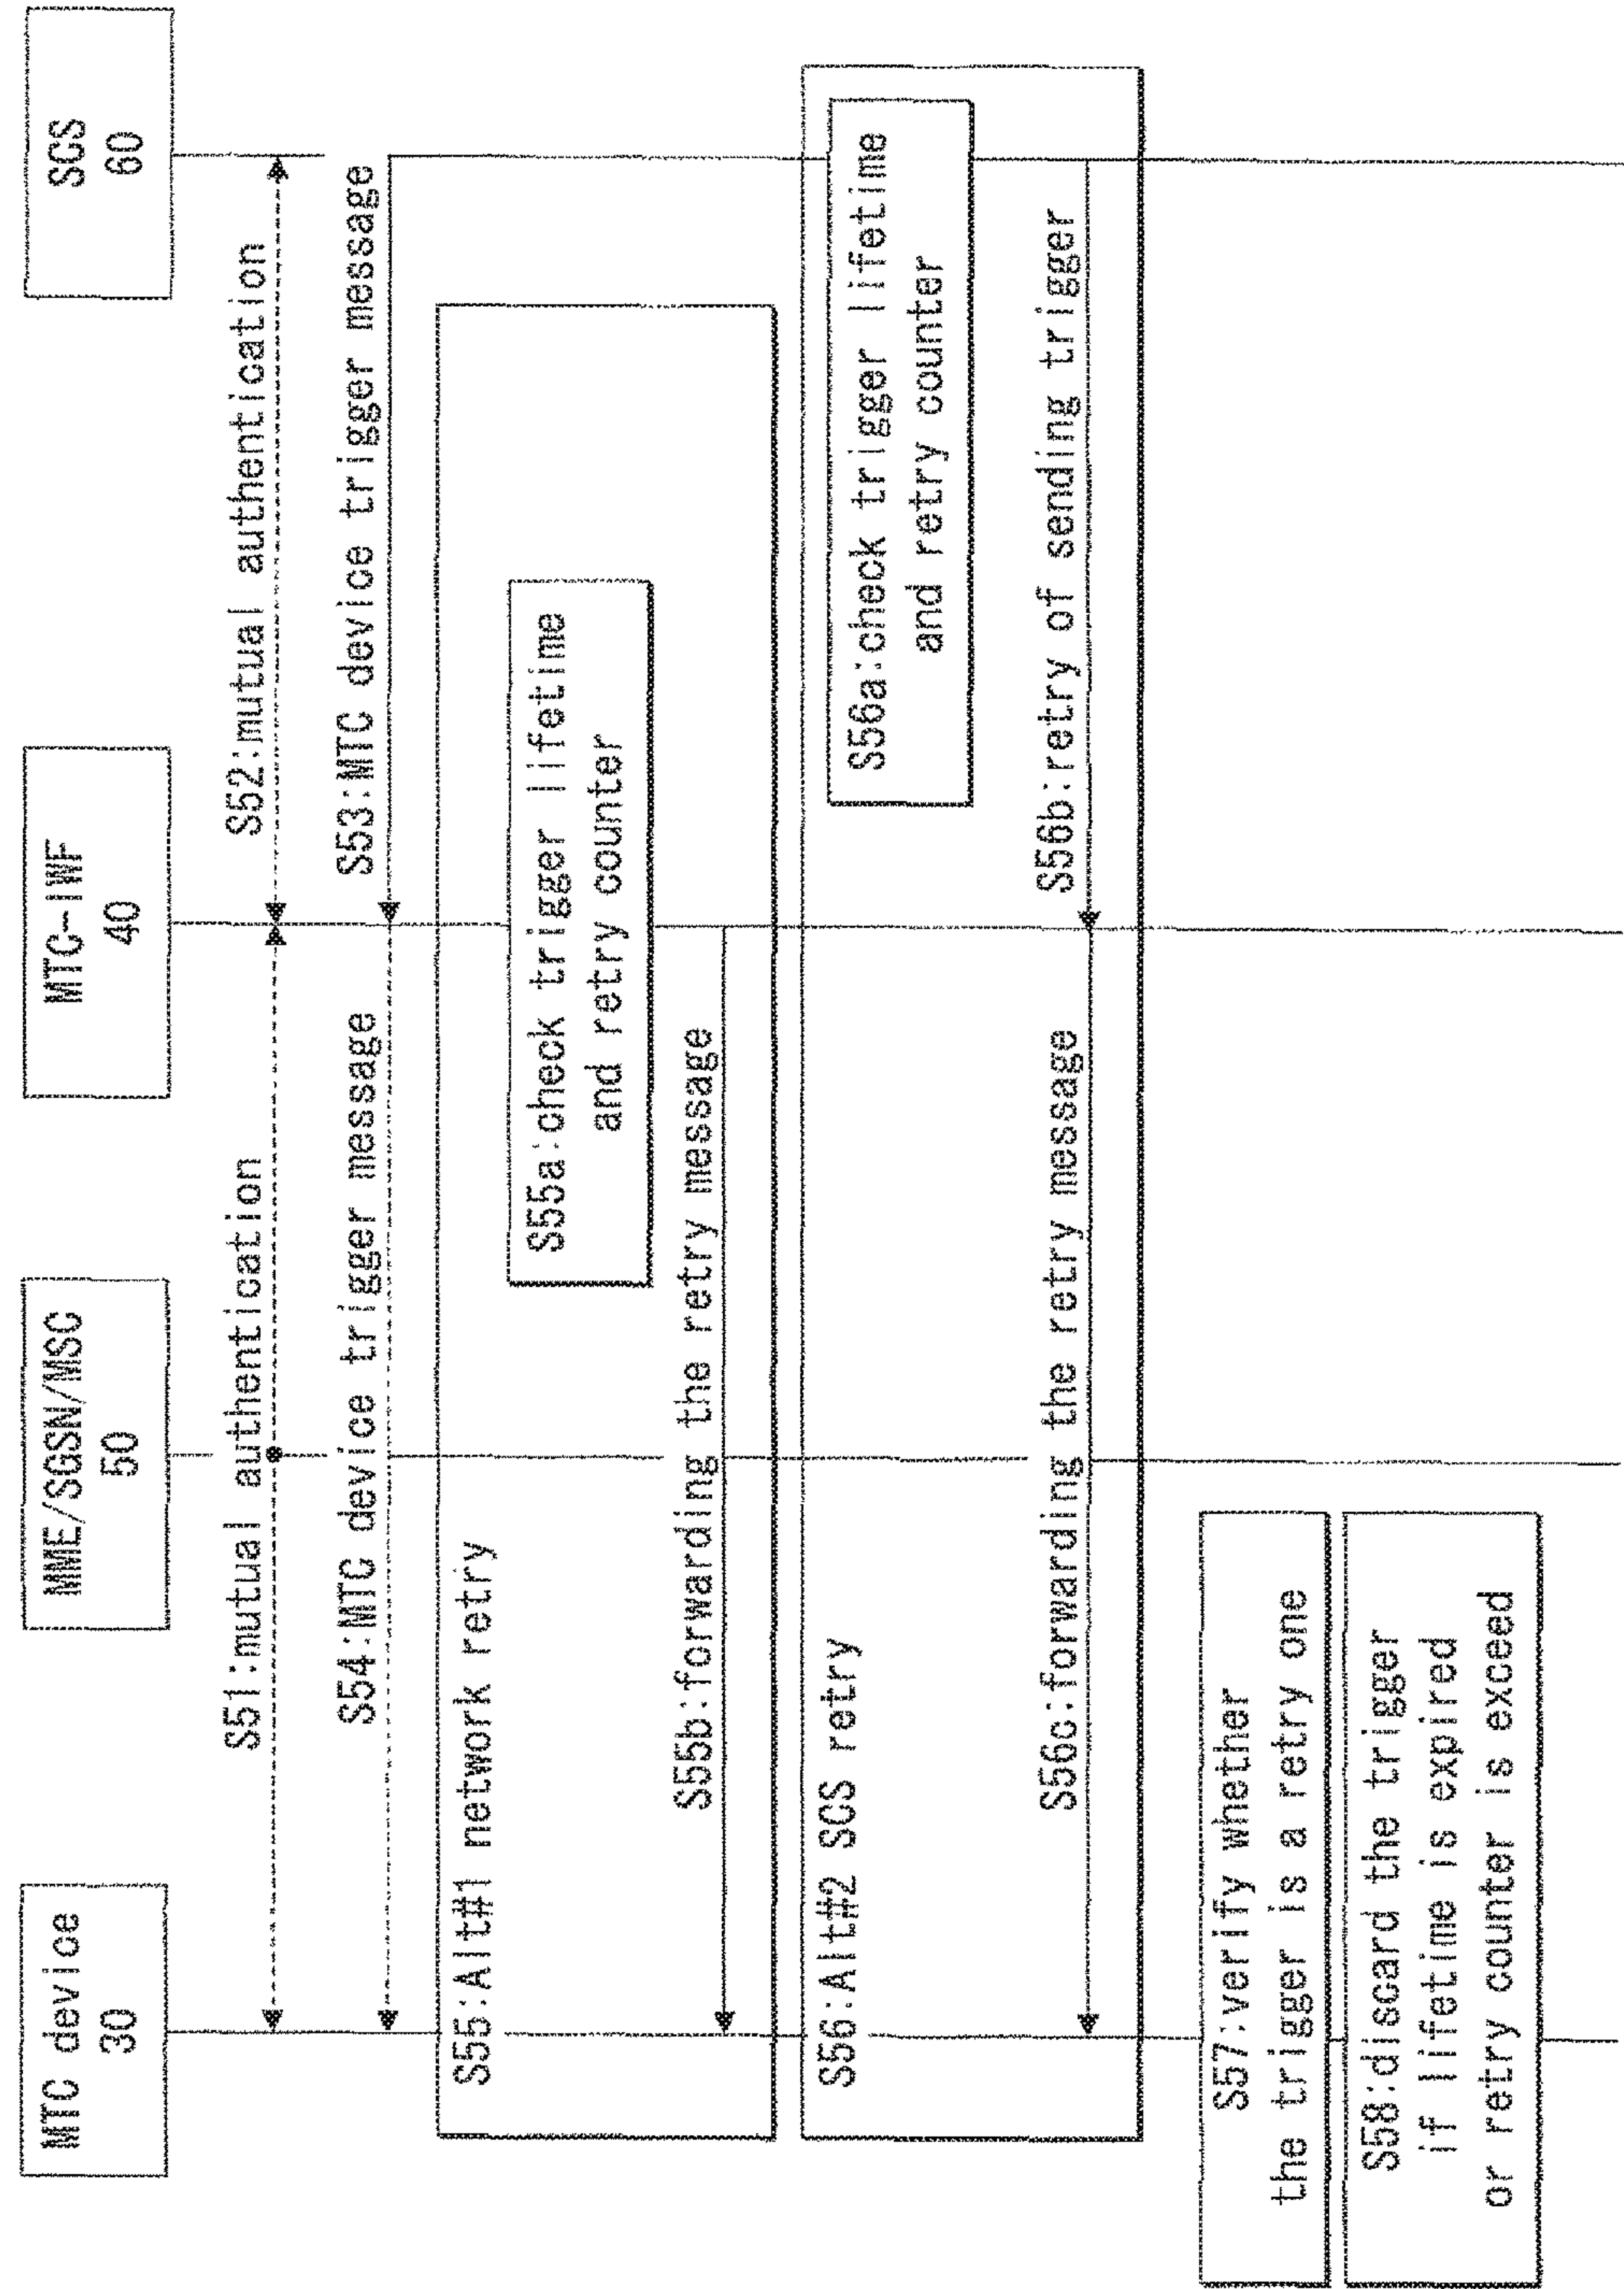 MTC device
30
MME/SGSN/MSC
50
MTC-IWF
40
SCS
60
S51:mutual authentication
S52:mutual authentication
S53:MTC device trigger message
S54:MTC device trigger message
S55:Alt#1 network retry
S55a:check trigger lifetime
and retry counter
S55b:forwarding the retry message
S56:Alt#2 SCS retry
S56a:check trigger lifetime
and retry counter
S56b:retry of sending trigger
S56c:forwarding the retry message
S57:verify whether
the trigger is a retry one
S58:discard the trigger
if lifetime is expired
or retry counter is exceed